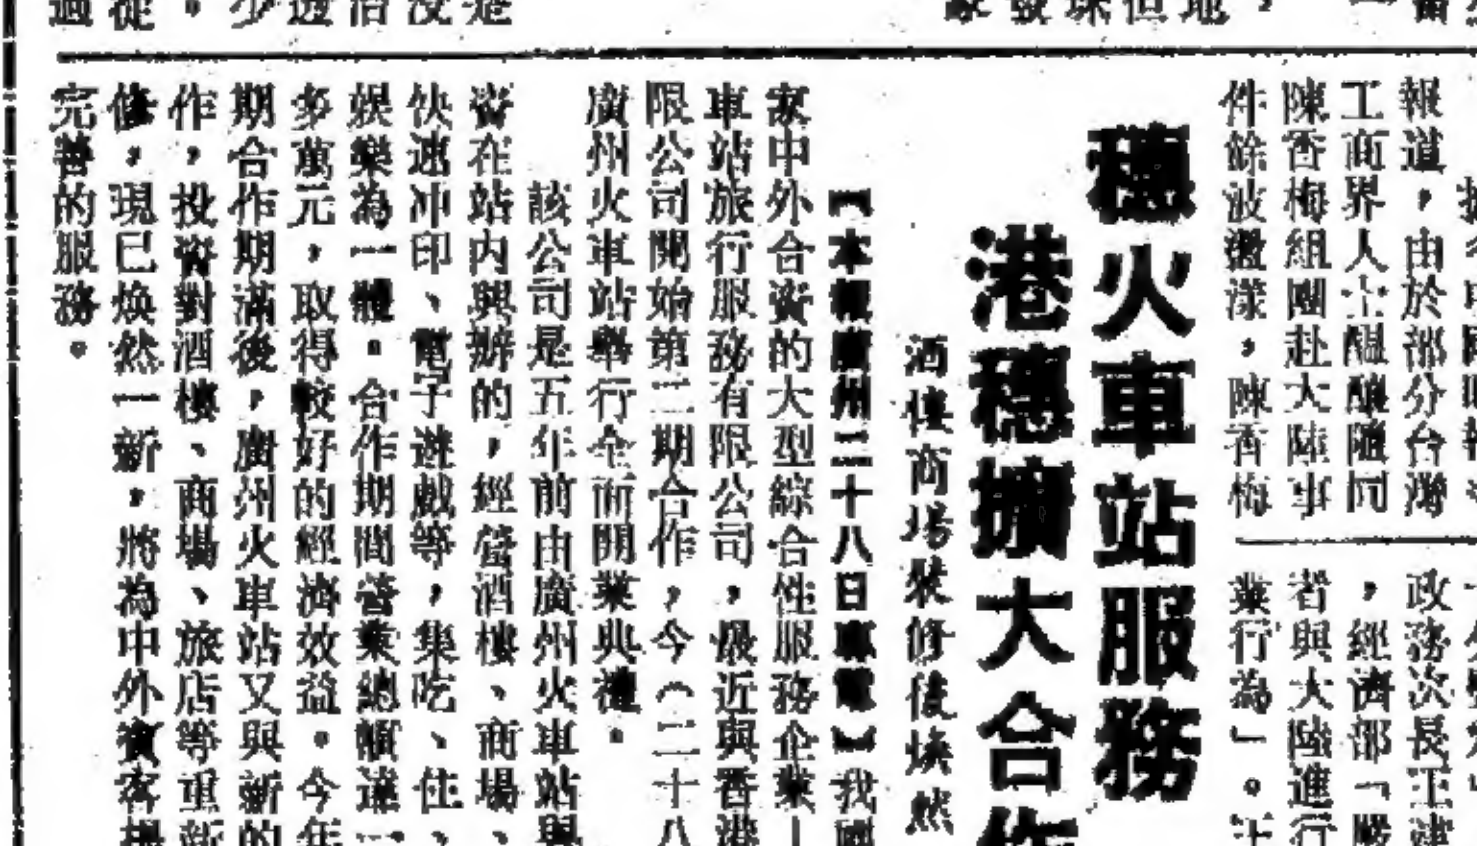 報道，由於部分台灣
工商界人士醞釀隨同
陳香梅組團赴大陸事
件餘波盪漾，陳香梅
政務次長王建
，經濟部「嚴
者與大陸進行
業行為」。王
穗火車站服務
港穗擴大合作
酒樓商場裝修後煥然
【本報廣州二十八日專電】我國
家中外合資的大型綜合性服務企業—
車站旅行服務有限公司，最近與香港
限公司開始第二期合作，今（二十八
廣州火車站舉行全面開業典禮。
該公司是五年前由廣州火車站與
資在站內興辦的，經營酒樓、商場、
快速冲印、電子遊戲等，集吃、住、
娛樂為一體。合作期間營業總額達一
多萬元，取得較好的經濟效益。今年
期合作期滿後，廣州火車站又與新的
作，投資對酒樓、商場、旅店等重新
修，現已煥然一新，將為中外賓客提
完善的服務。